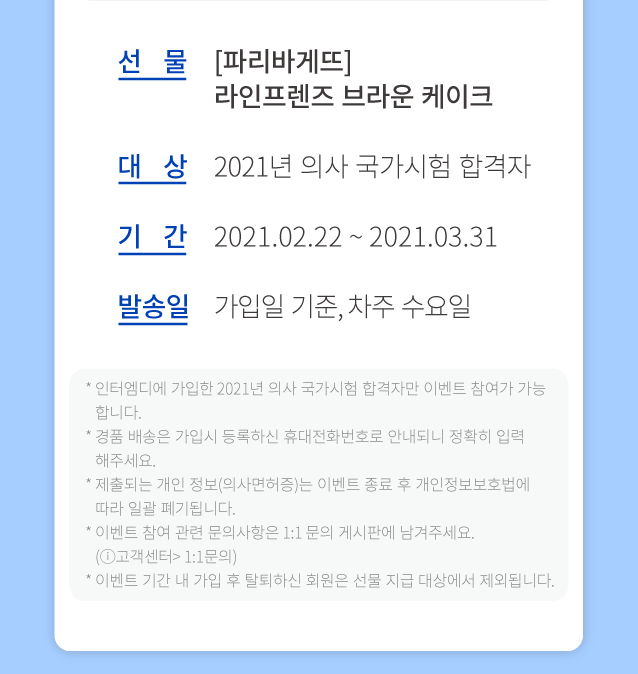 선 물 [파리바게뜨]
라인프렌즈 브라운 케이크
대 상 2021년 의사 국가시험 합격자
기 간 2021.02.22 ~ 2021.03.31
발송일 가입일 기준, 차주 수요일
* 인터엠디에 가입한 2021년 의사 국가시험 합격자만 이벤트 참여가 가능
합니다.
* 경품 배송은 가입시 등록하신 휴대전화번호로 안내되니 정확히 입력
해주세요.
* 제출되는 개인 정보(의사면허증)는 이벤트 종료 후 개인정보보호법에
따라 일괄 폐기됩니다.
* 이벤트 참여 관련 문의사항은 1:1 문의 게시판에 남겨주세요.
(ⓘ고객센터> 1:1문의)
* 이벤트 기간 내 가입 후 탈퇴하신 회원은 선물 지급 대상에서 제외됩니다.